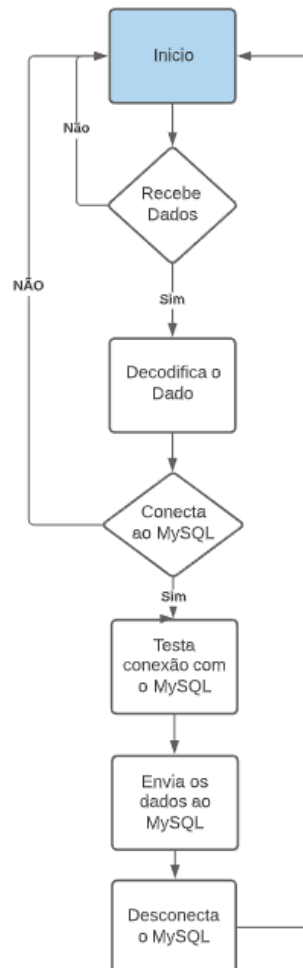 Inicio
Não
Recebe
Dados
Sim
NÃO
Decodifica o
Dado
Conecta
ao MySQL
Sim
Testa
conexão com
o MySQL
Envia os
dados ao
MySQL
Desconecta
o MySQL